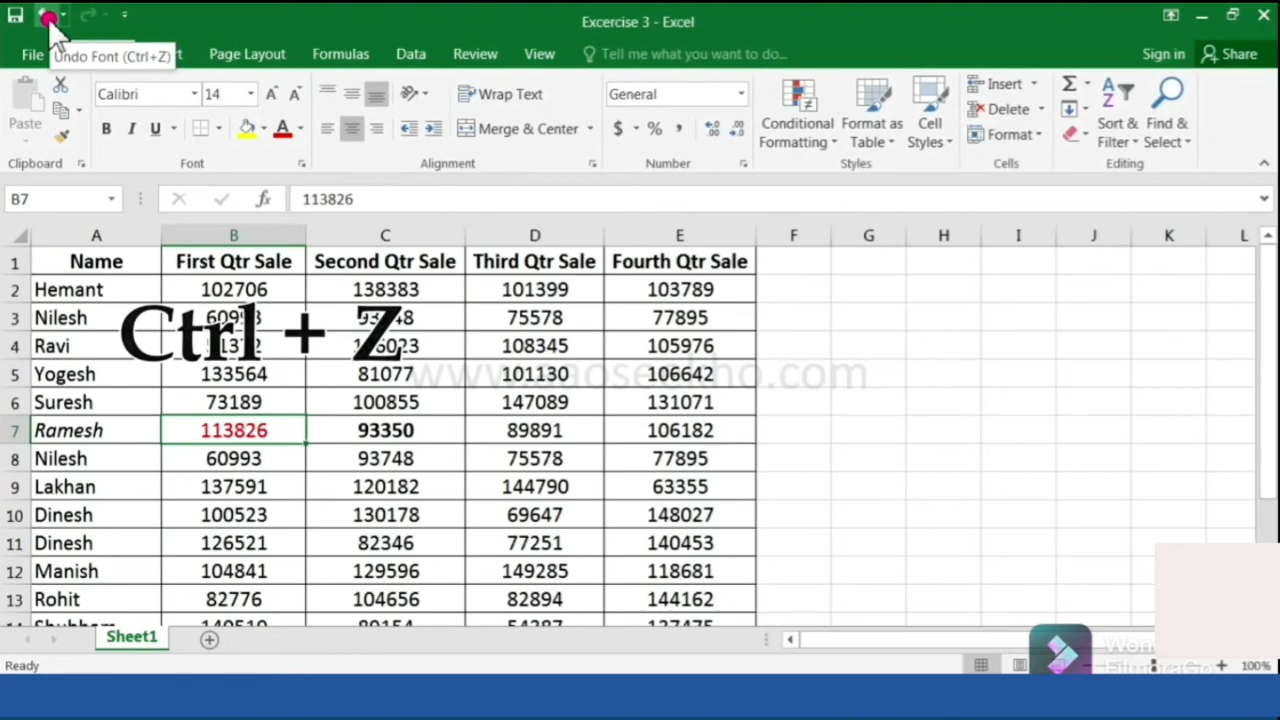 Excercise 3 - Excel
Undo Font (Ctrl+Z)
File
Page Layout
Formulas
Data
Review
View
Tell me what you want to do...
Sign in
Share
Paste
Calibri
14
B I U
Wrap Text
Merge & Center
General
$ % ,
Conditional Formatting
Format as Table
Cell Styles
Insert
Delete
Format
Sort & Filter
Find & Select
Clipboard
Font
Alignment
Number
Styles
Cells
Editing
B7
fx
113826
A B C D E F G H I J K L
1 Name First Qtr Sale Second Qtr Sale Third Qtr Sale Fourth Qtr Sale
2 Hemant 102706 138383 101399 103789
3 Nilesh 75578 77895
4 Ravi 108345 105976
Ctrl + Z
5 Yogesh 133564 81077 101130 106642
6 Suresh 73189 100855 147089 131071
7 Ramesh 113826 93350 89891 106182
8 Nilesh 60993 93748 75578 77895
9 Lakhan 137591 120182 144790 63355
10 Dinesh 100523 130178 69647 148027
11 Dinesh 126521 82346 77251 140453
12 Manish 104841 129596 149285 118681
13 Rohit 82776 104656 82894 144162
Sheet1
Ready
100%